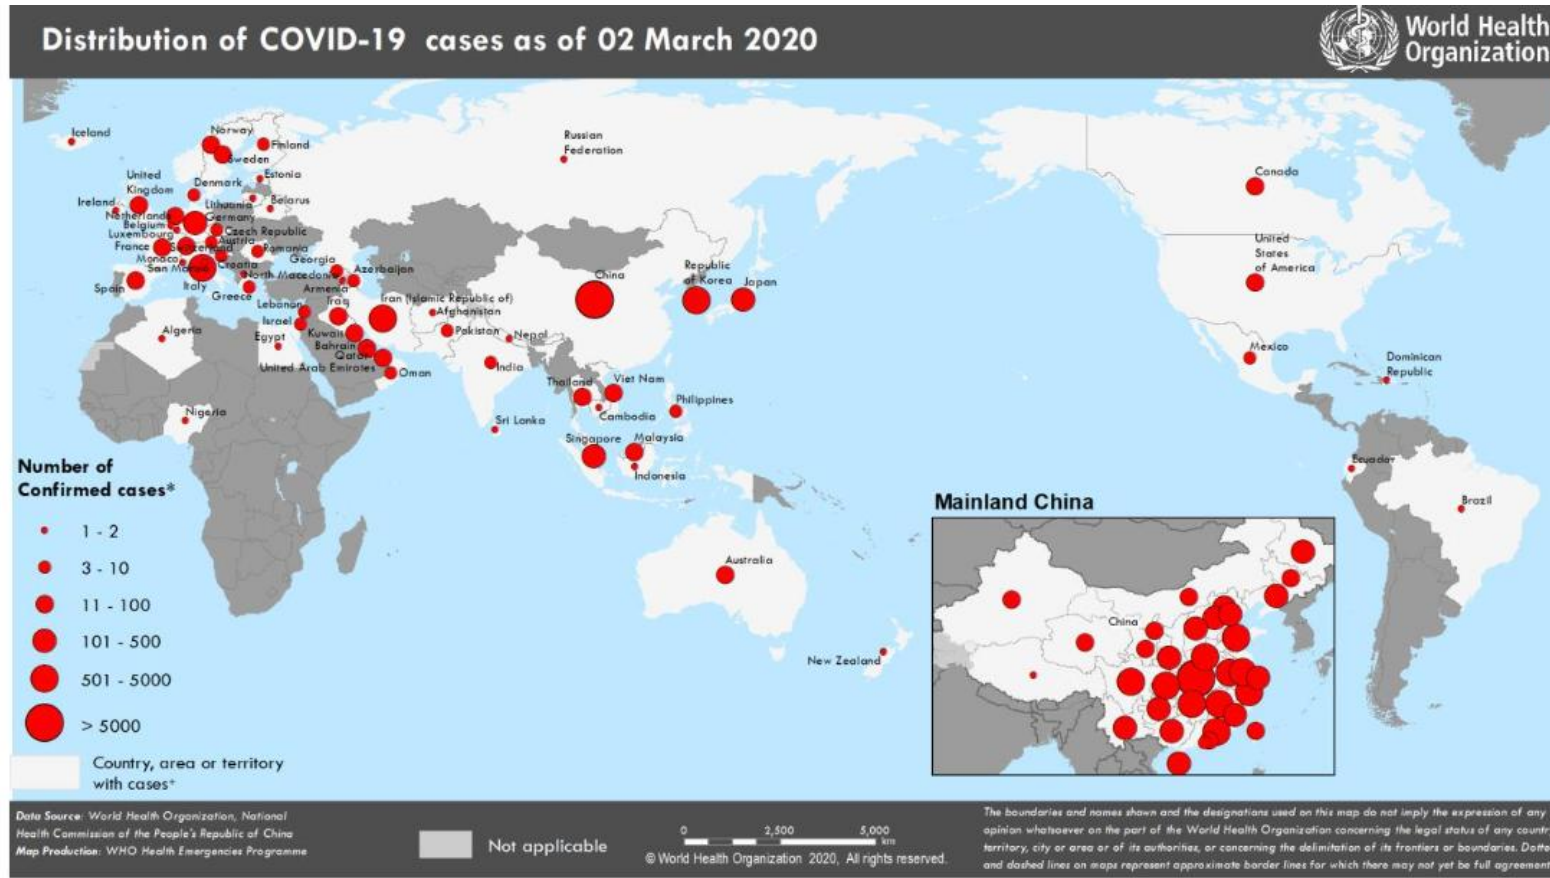 Distribution of COVID-19 cases as of 02 March 2020
World Health
Organization
Iceland
Norway
Finland
Sweden
Russian
Federation
Estonia
United
Kingdom
Denmark
Lithuania
Belarus
Ireland
Netherlands
Germany
Belgium
Czech Republic
Luxembourg
Austria
France
Switzerland
Romania
Monaco
San Marino
Croatia
North Macedonia
Georgia
Azerbaijan
Spain
Italy
Greece
Armenia
Lebanon
Iraq
Iran (Islamic Republic of)
Afghanistan
Israel
Kuwait
Pakistan
Nepal
Algeria
Egypt
Bahrain
Qatar
United Arab Emirates
Oman
India
China
Republic
of Korea
Japan
Thailand
Viet Nam
Cambodia
Philippines
Nigeria
Sri Lanka
Singapore
Malaysia
Indonesia
Australia
New Zealand
Canada
United
States
of America
Mexico
Dominican
Republic
Ecuador
Brazil
Number of
Confirmed cases*
1 - 2
3 - 10
11 - 100
101 - 500
501 - 5000
> 5000
Country, area or territory
with cases+
Mainland China
China
Data Source: World Health Organization, National
Health Commission of the People's Republic of China
Map Production: WHO Health Emergencies Programme
Not applicable
0 2,500 5,000
km
© World Health Organization 2020, All rights reserved.
The boundaries and names shown and the designations used on this map do not imply the expression of any
opinion whatsoever on the part of the World Health Organization concerning the legal status of any countr
territory, city or area or of its authorities, or concerning the delimitation of its frontiers or boundaries. Dotte
and dashed lines on maps represent approximate border lines for which there may not yet be full agreement